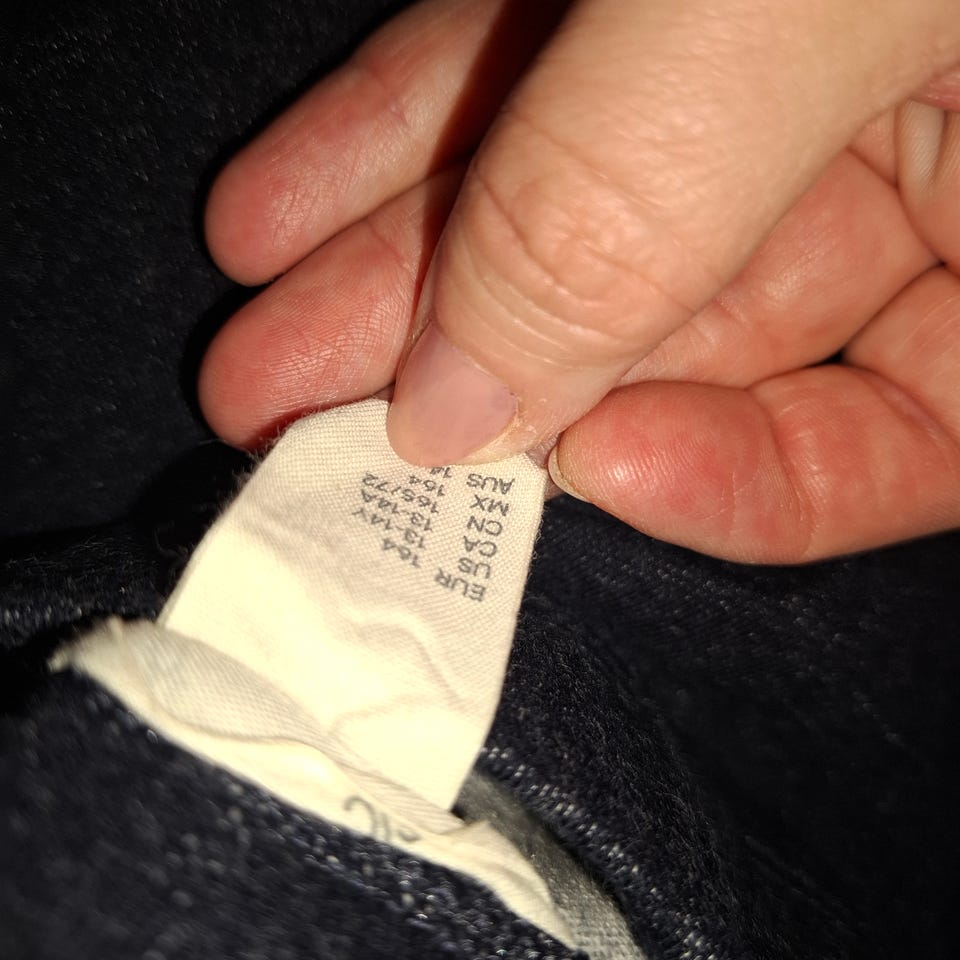 EUR 164
US 13-14Y
CA 13-14A
CN 165/72
MX 164
AUS